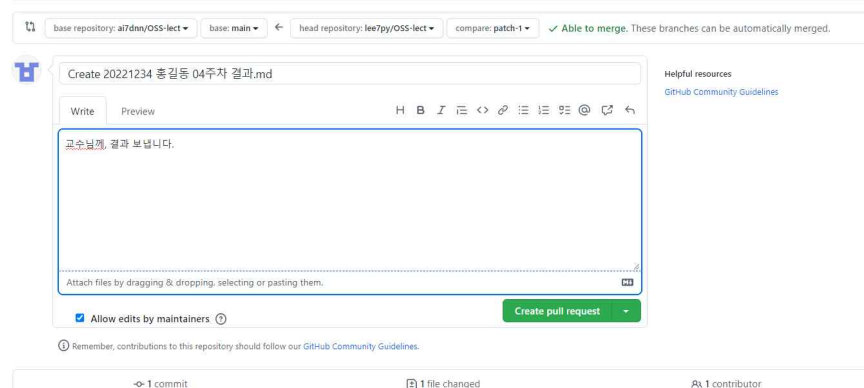 base repository: ai7dnn/OSS-lect base: main head repository: lee7py/OSS-lect compare: patch-1 Able to merge. These branches can be automatically merged.
Create 20221234 홍길동 04주차 결과.md
Helpful resources
GitHub Community Guidelines
Write Preview
교수님께, 결과 보냅니다.
Attach files by dragging & dropping, selecting or pasting them.
Allow edits by maintainers
Create pull request
Remember, contributions to this repository should follow our GitHub Community Guidelines.
1 commit 1 file changed 1 contributor